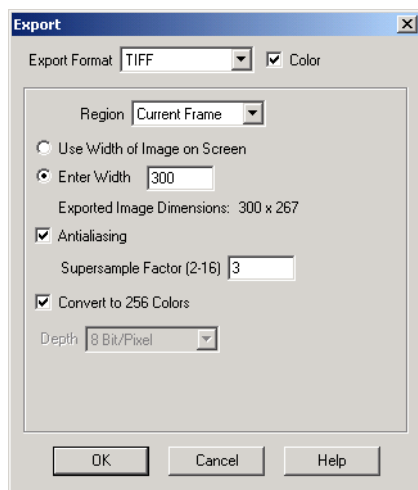 Export
Export Format TIFF Color
Region Current Frame
Use Width of Image on Screen
Enter Width 300
Exported Image Dimensions: 300 x 267
Antialiasing
Supersample Factor (2-16) 3
Convert to 256 Colors
Depth 8 Bit/Pixel
OK Cancel Help